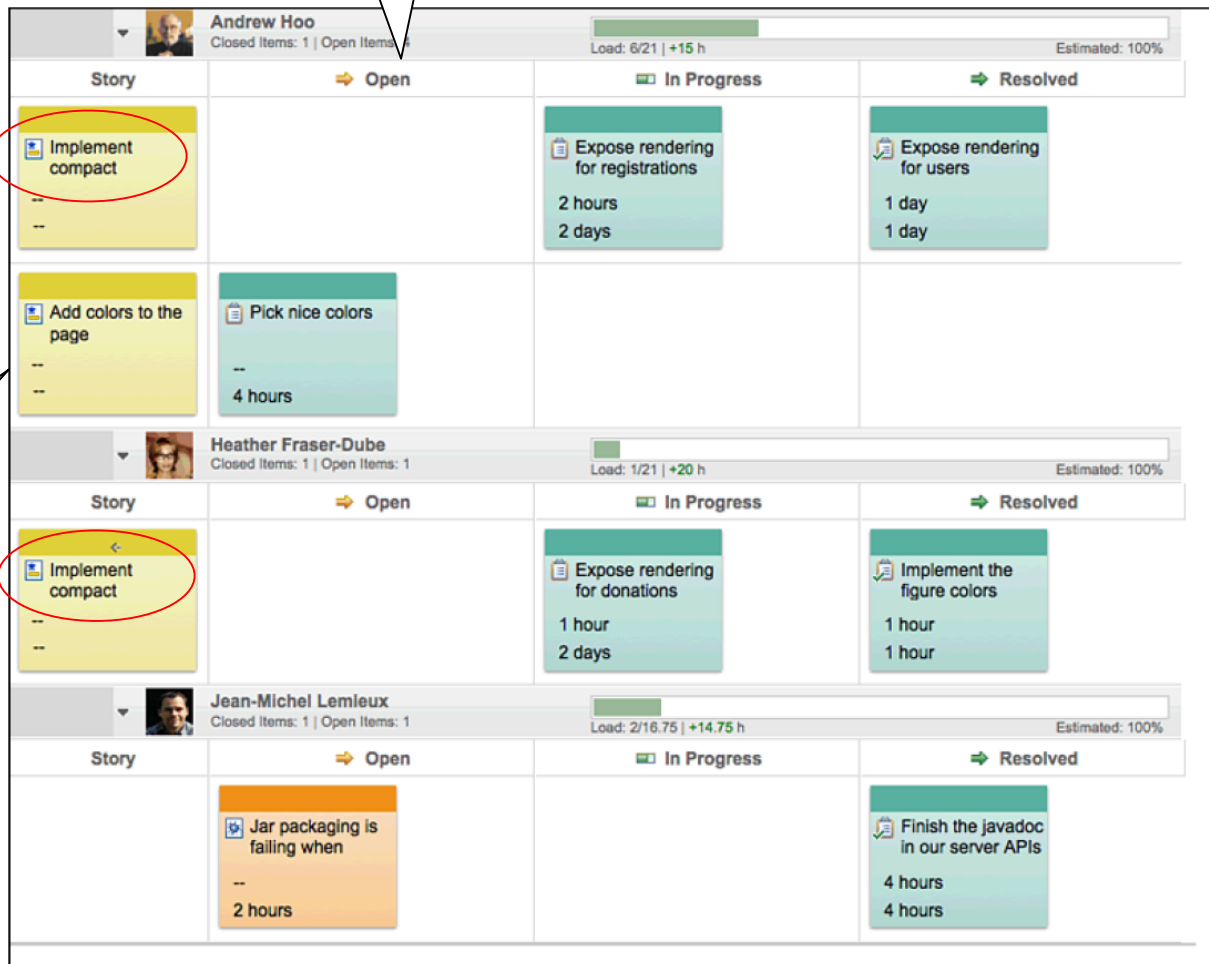 Andrew Hoo
Closed Items: 1 | Open Items: 4
Load: 6/21 | +15 h
Estimated: 100%
Story
Open
In Progress
Resolved
Implement
compact
--
--
Expose rendering
for registrations
2 hours
2 days
Expose rendering
for users
1 day
1 day
Add colors to the
page
--
--
Pick nice colors
--
4 hours
Heather Fraser-Dube
Closed Items: 1 | Open Items: 1
Load: 1/21 | +20 h
Estimated: 100%
Story
Open
In Progress
Resolved
Implement
compact
--
--
Expose rendering
for donations
1 hour
2 days
Implement the
figure colors
1 hour
1 hour
Jean-Michel Lemieux
Closed Items: 1 | Open Items: 1
Load: 2/16.75 | +14.75 h
Estimated: 100%
Story
Open
In Progress
Resolved
Jar packaging is
failing when
--
2 hours
Finish the javadoc
in our server APIs
4 hours
4 hours